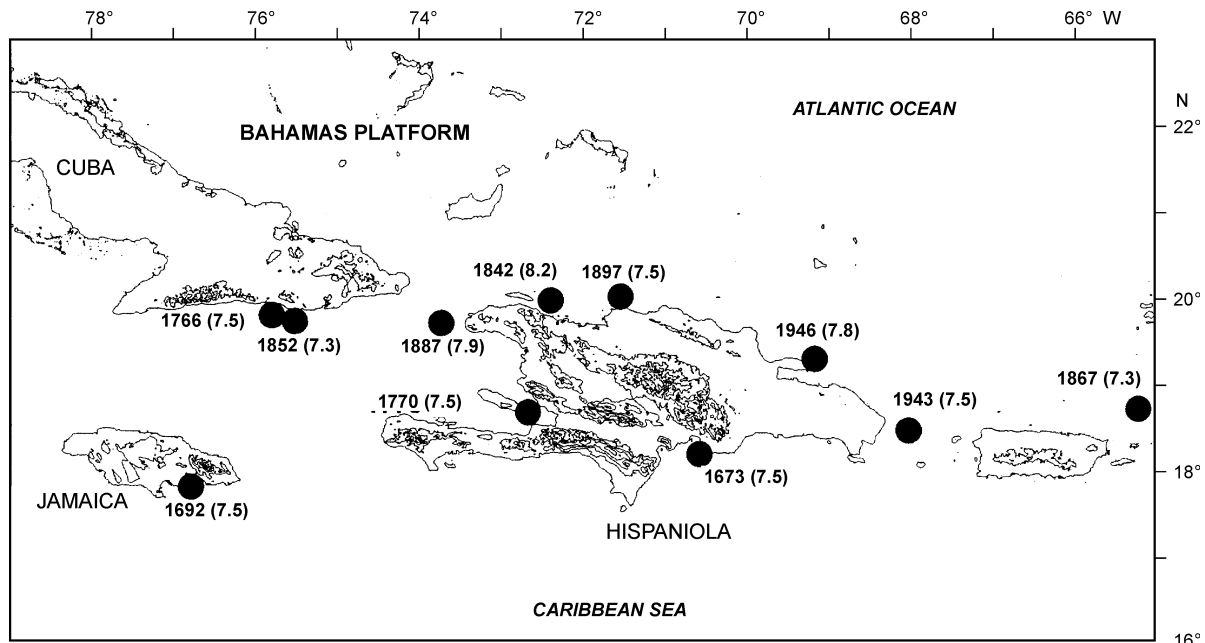 78° 76° 74° 72° 70° 68° 66° W
N
ATLANTIC OCEAN
22°
BAHAMAS PLATFORM
CUBA
1842 (8.2) 1897 (7.5)
20°
1766 (7.5)
1852 (7.3)
1887 (7.9)
1946 (7.8)
1867 (7.3)
1770 (7.5)
1943 (7.5)
18°
1673 (7.5)
JAMAICA
1692 (7.5)
HISPANIOLA
CARIBBEAN SEA
16°